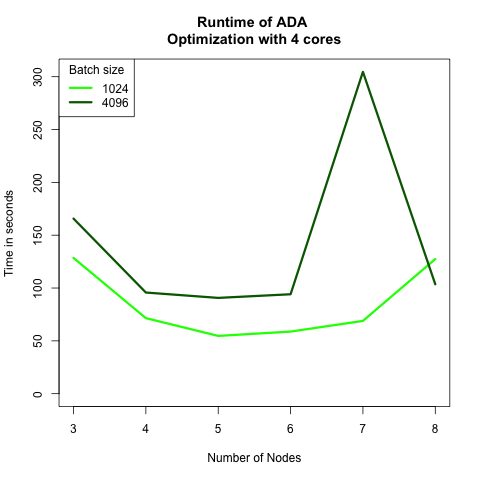 Runtime of ADA
Optimization with 4 cores
Batch size
1024
4096
Time in seconds
300
250
200
150
100
50
0
3 4 5 6 7 8
Number of Nodes